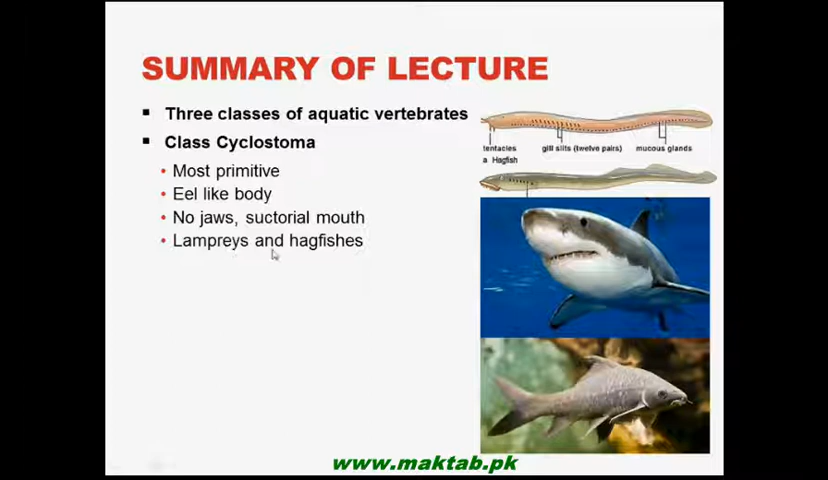 SUMMARY OF LECTURE
Three classes of aquatic vertebrates
Class Cyclostoma
Most primitive
Eel like body
No jaws, suctorial mouth
Lampreys and hagfishes
tentacles gill slits (twelve pairs) mucous glands
a Hagfish
www.maktab.pk